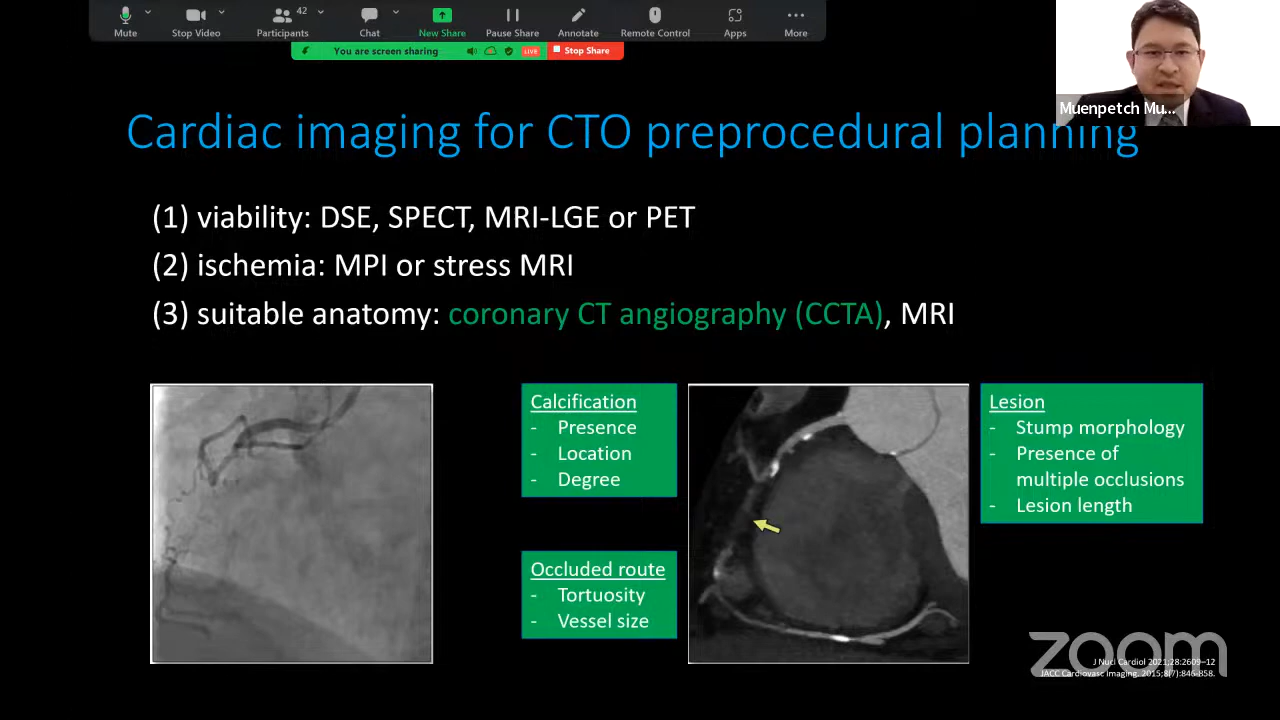 42
Mute
Stop Video
Participants
Chat
New Share
Pause Share
Annotate
Remote Control
Apps
More
You are screen sharing
LIVE
Stop Share
Muenpetch Mu...
Cardiac imaging for CTO preprocedural planning
(1) viability: DSE, SPECT, MRI-LGE or PET
(2) ischemia: MPI or stress MRI
(3) suitable anatomy: coronary CT angiography (CCTA), MRI
Calcification
- Presence
- Location
- Degree
Occluded route
- Tortuosity
- Vessel size
Lesion
- Stump morphology
- Presence of
multiple occlusions
- Lesion length
zoom
J Nucl Cardiol 2021;28:2609–12
JACC Cardiovasc Imaging. 2015;8(7):846-858.